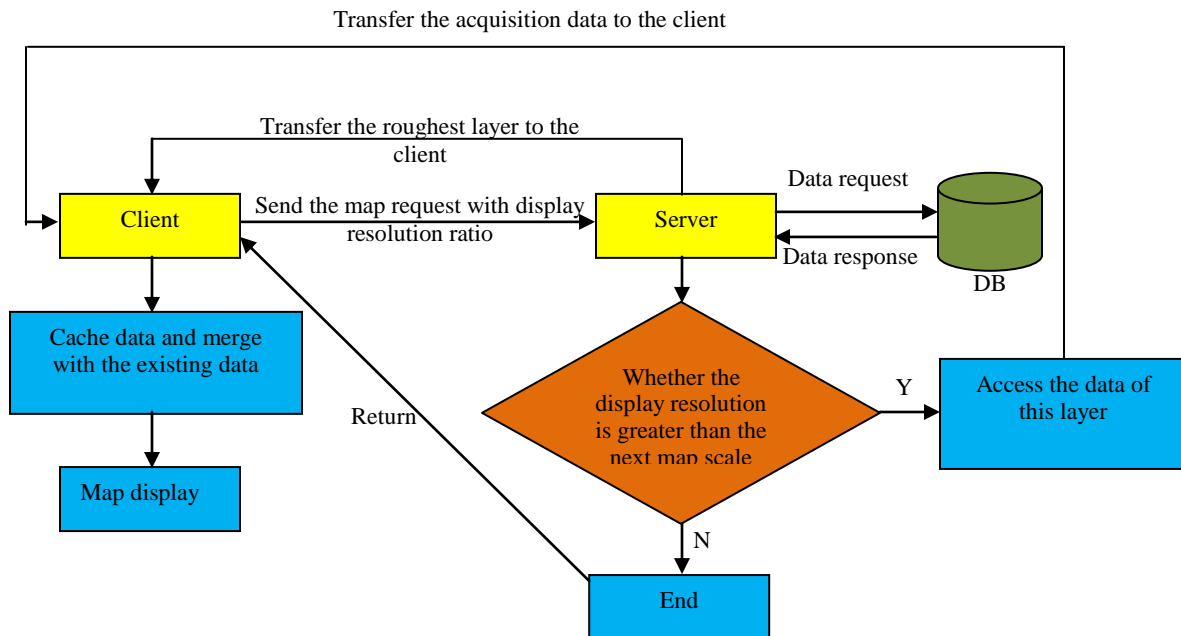 Transfer the acquisition data to the client
Transfer the roughest layer to the
client
Client
Send the map request with display
resolution ratio
Server
Data request
Data response
DB
Cache data and merge
with the existing data
Map display
Return
Whether the
display resolution
is greater than the
next map scale
Y
Access the data of
this layer
N
End